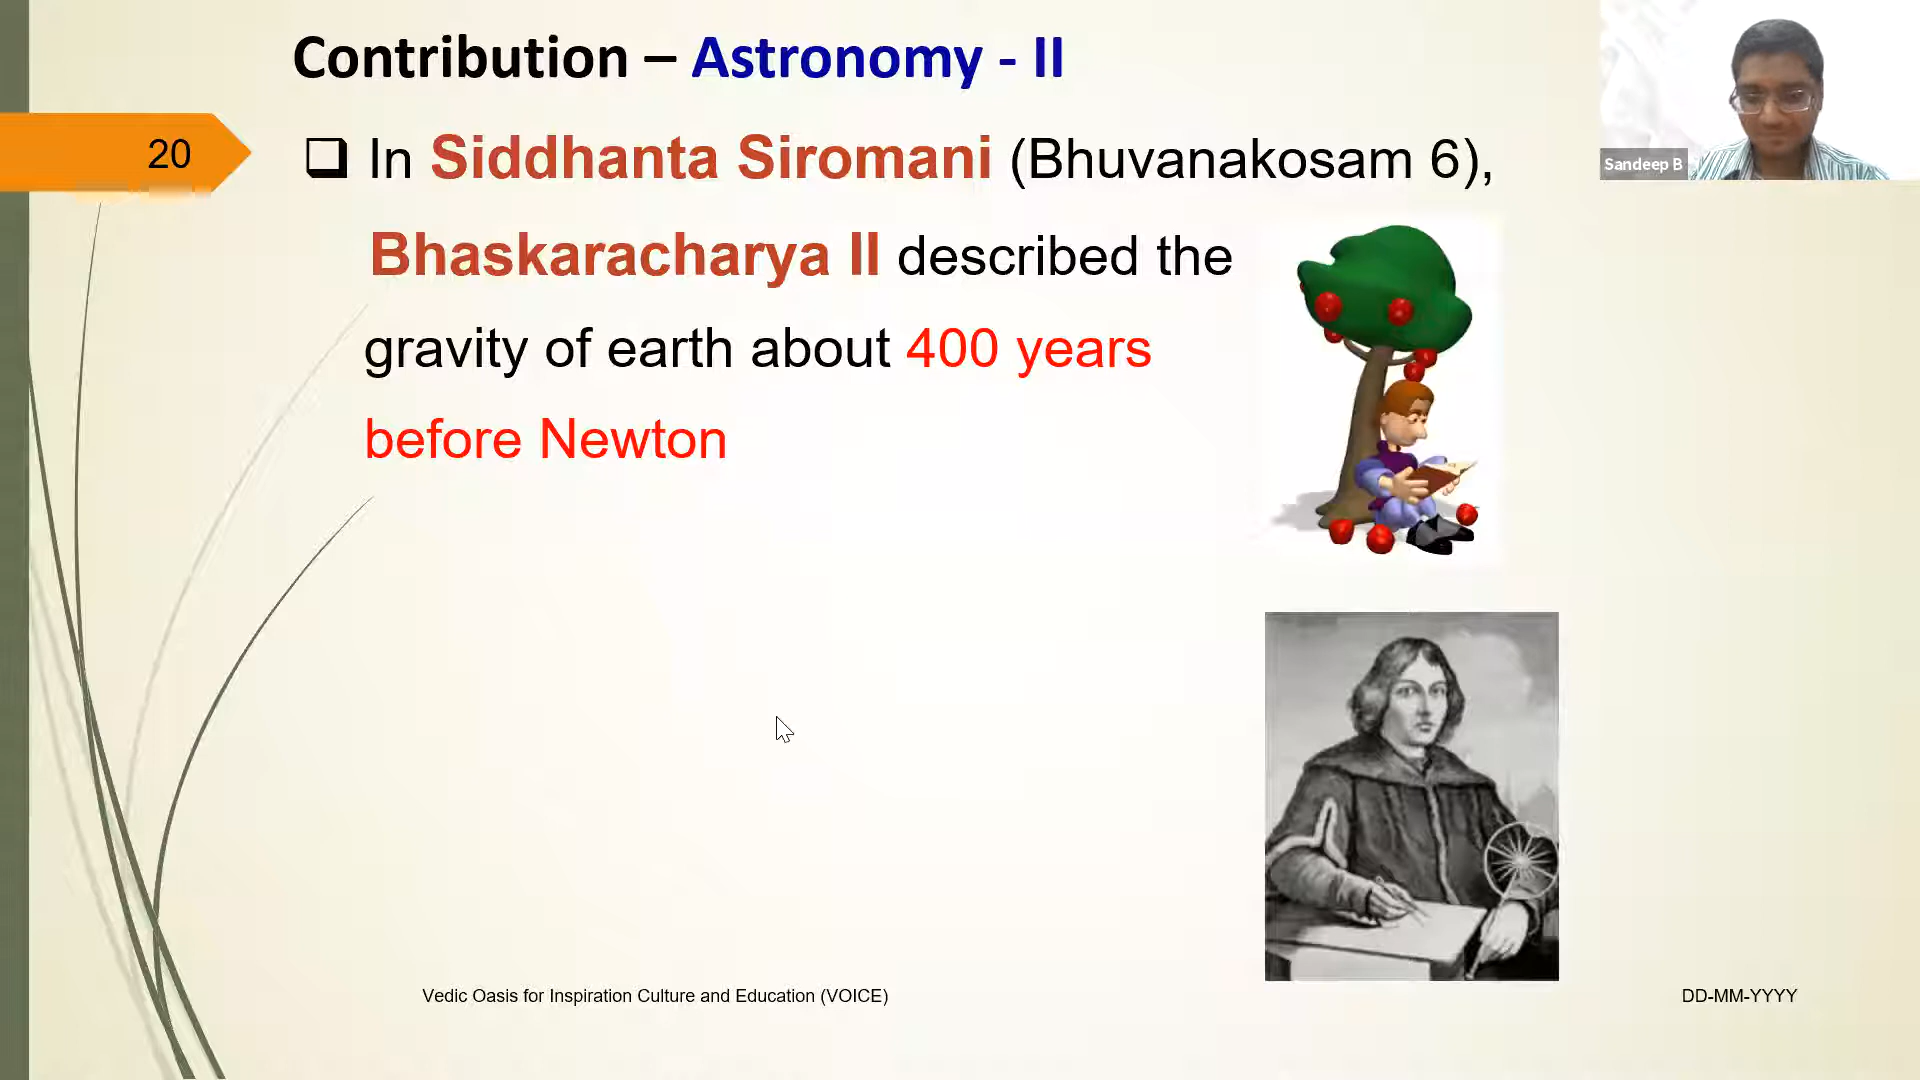 Contribution – Astronomy - II
20
❑ In Siddhanta Siromani (Bhuvanakosam 6),
Bhaskaracharya II described the
gravity of earth about 400 years
before Newton
Sandeep B
Vedic Oasis for Inspiration Culture and Education (VOICE)
DD-MM-YYYY